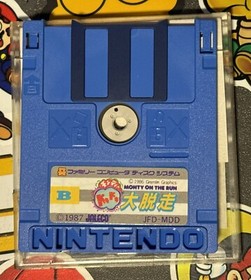 ファミリー コンピュータ ディスク システム
©1986 Gremlin Graphics
MONTY ON THE RUN
B
大脱走
©1987 JALECO
JFD-MDD
NINTENDO